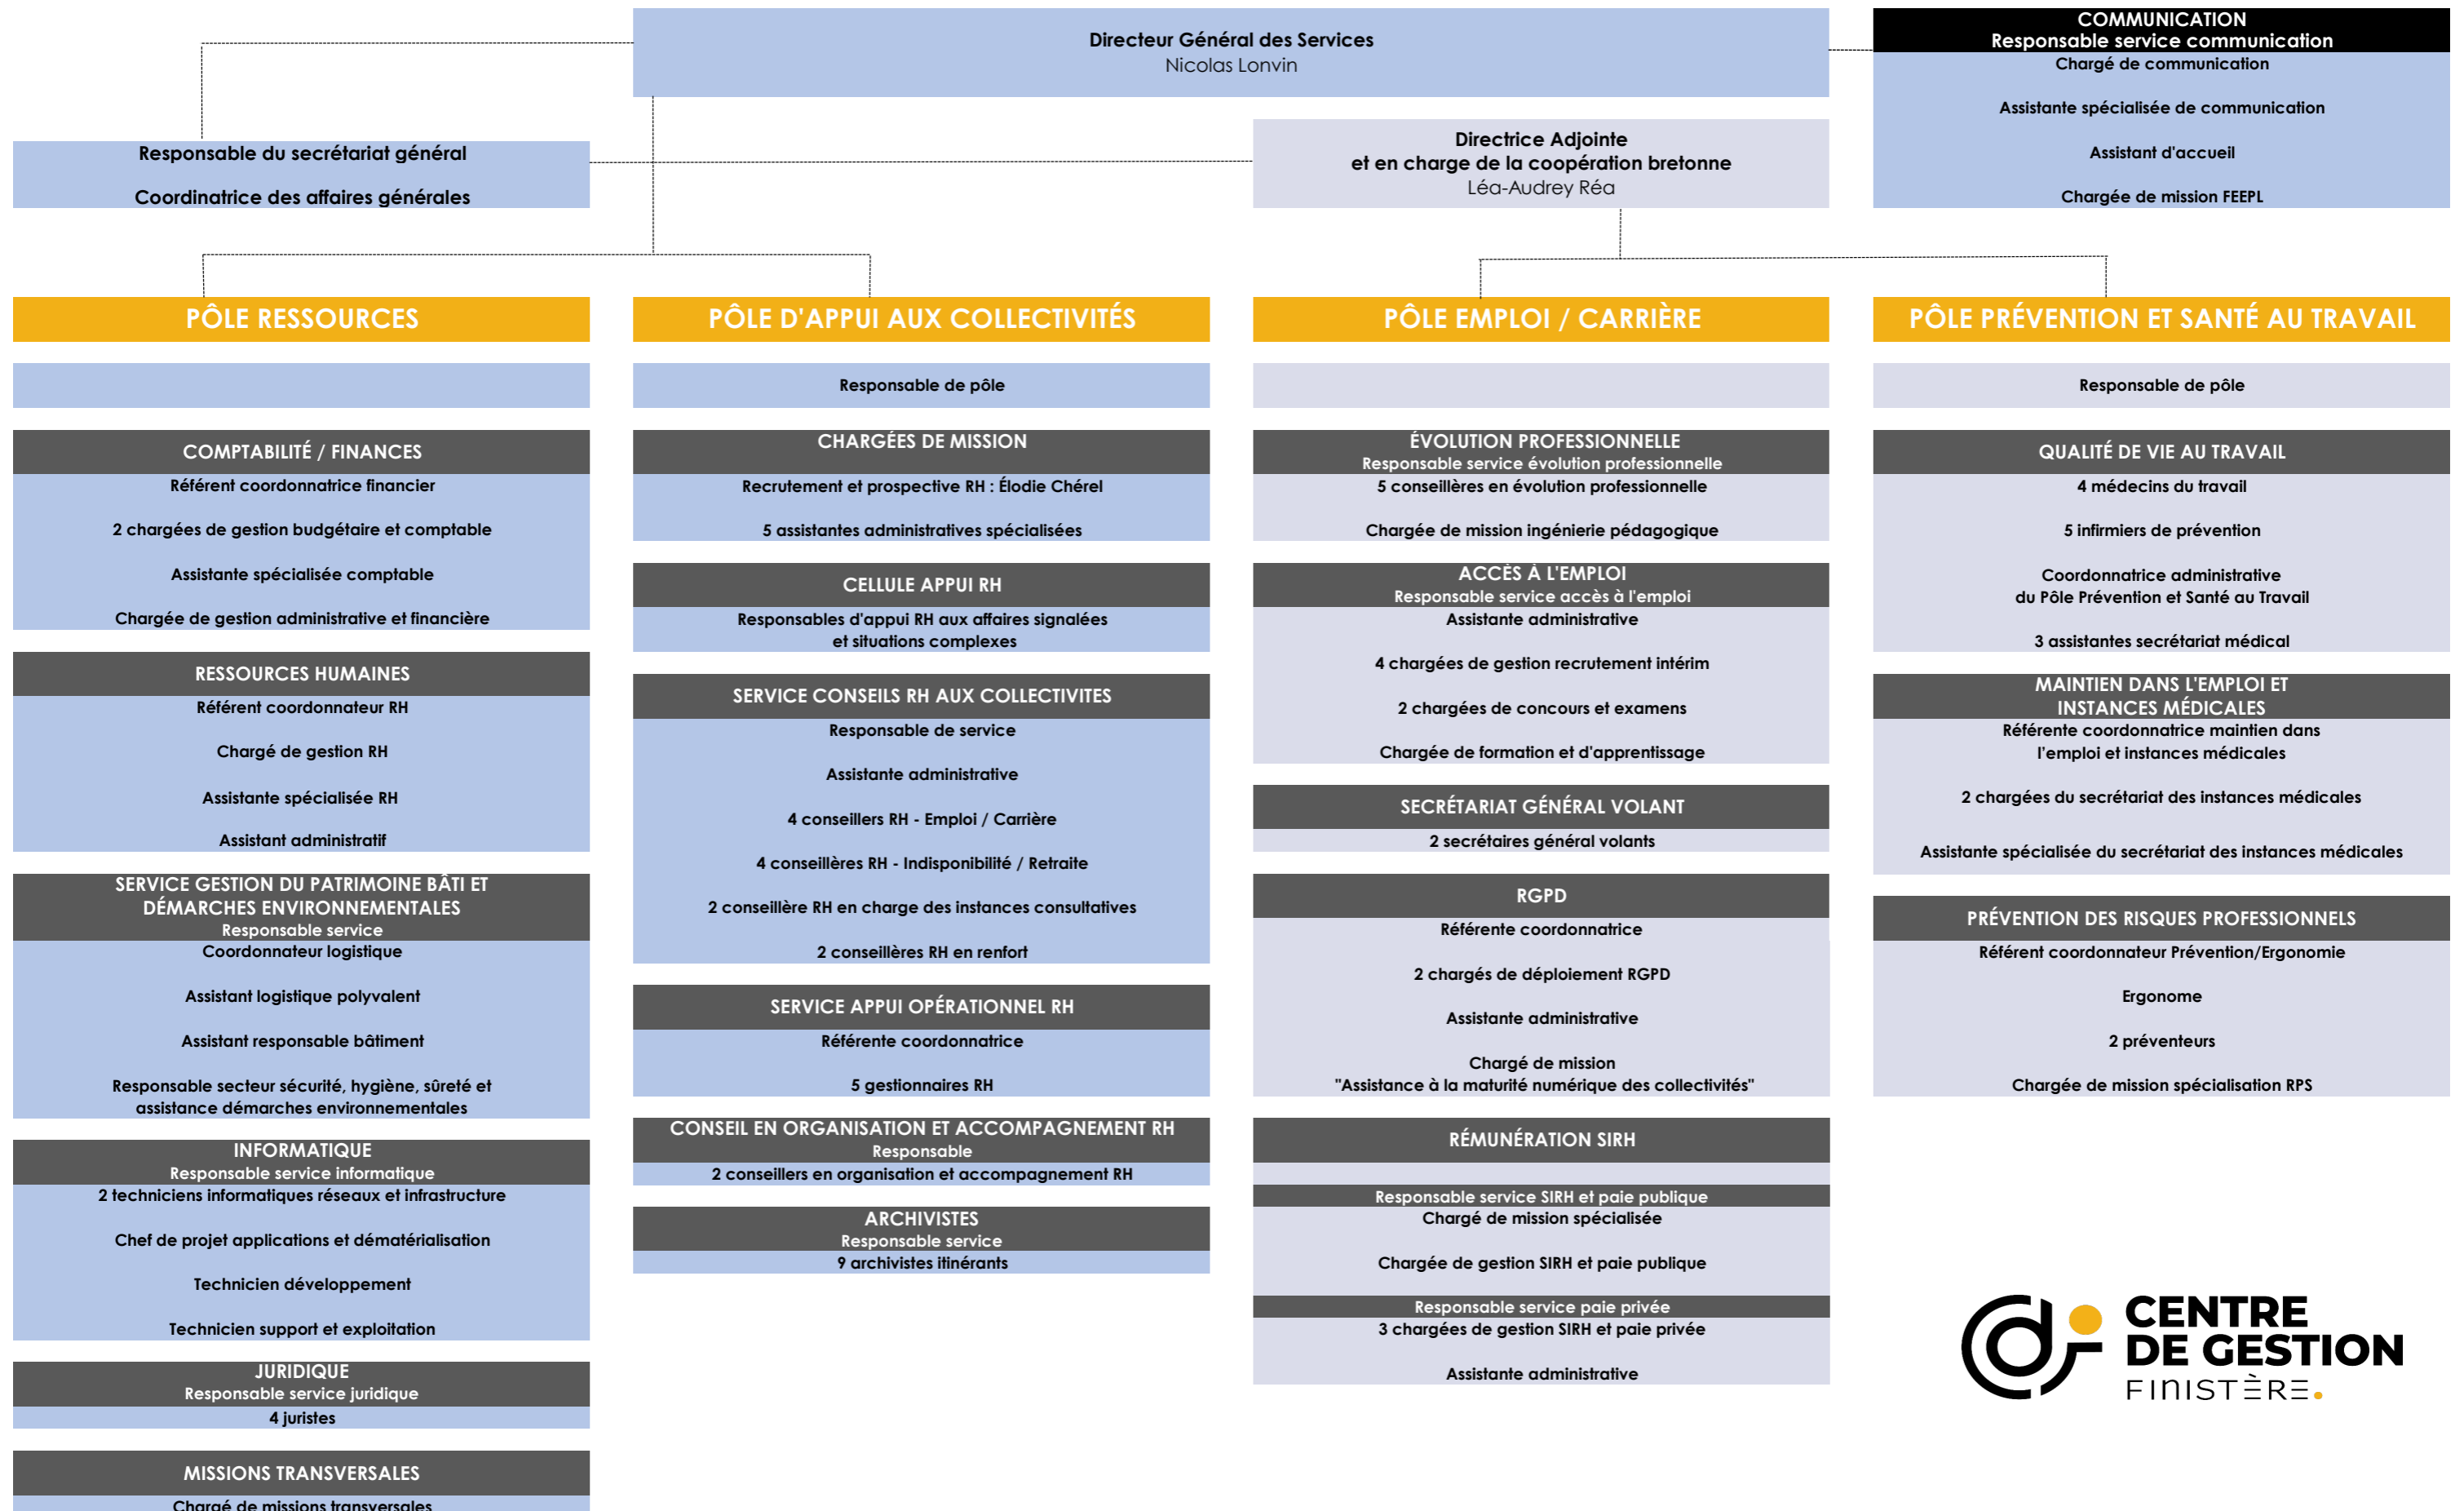 Directeur Général des Services
Nicolas Lonvin
COMMUNICATION
Responsable service communication
Chargé de communication
Assistante spécialisée de communication
Assistant d'accueil
Chargée de mission FEEPL
Responsable du secrétariat général
Coordinatrice des affaires générales
Directrice Adjointe
et en charge de la coopération bretonne
Léa-Audrey Réa
PÔLE RESSOURCES
COMPTABILITÉ / FINANCES
Référent coordonnatrice financier
2 chargées de gestion budgétaire et comptable
Assistante spécialisée comptable
Chargée de gestion administrative et financière
RESSOURCES HUMAINES
Référent coordonnateur RH
Chargé de gestion RH
Assistante spécialisée RH
Assistant administratif
SERVICE GESTION DU PATRIMOINE BÂTI ET
DÉMARCHES ENVIRONNEMENTALES
Responsable service
Coordonnateur logistique
Assistant logistique polyvalent
Assistant responsable bâtiment
Responsable secteur sécurité, hygiène, sûreté et
assistance démarches environnementales
INFORMATIQUE
Responsable service informatique
2 techniciens informatiques réseaux et infrastructure
Chef de projet applications et dématérialisation
Technicien développement
Technicien support et exploitation
JURIDIQUE
Responsable service juridique
4 juristes
MISSIONS TRANSVERSALES
Chargé de missions transversales
PÔLE D'APPUI AUX COLLECTIVITÉS
Responsable de pôle
CHARGÉES DE MISSION
Recrutement et prospective RH : Élodie Chérel
5 assistantes administratives spécialisées
CELLULE APPUI RH
Responsables d'appui RH aux affaires signalées
et situations complexes
SERVICE CONSEILS RH AUX COLLECTIVITES
Responsable de service
Assistante administrative
4 conseillers RH - Emploi / Carrière
4 conseillères RH - Indisponibilité / Retraite
2 conseillère RH en charge des instances consultatives
2 conseillères RH en renfort
SERVICE APPUI OPÉRATIONNEL RH
Référente coordonnatrice
5 gestionnaires RH
CONSEIL EN ORGANISATION ET ACCOMPAGNEMENT RH
Responsable
2 conseillers en organisation et accompagnement RH
ARCHIVISTES
Responsable service
9 archivistes itinérants
PÔLE EMPLOI / CARRIÈRE
ÉVOLUTION PROFESSIONNELLE
Responsable service évolution professionnelle
5 conseillères en évolution professionnelle
Chargée de mission ingénierie pédagogique
ACCÈS À L'EMPLOI
Responsable service accès à l'emploi
Assistante administrative
4 chargées de gestion recrutement intérim
2 chargées de concours et examens
Chargée de formation et d'apprentissage
SECRÉTARIAT GÉNÉRAL VOLANT
2 secrétaires général volants
RGPD
Référente coordonnatrice
2 chargés de déploiement RGPD
Assistante administrative
Chargé de mission
"Assistance à la maturité numérique des collectivités"
RÉMUNÉRATION SIRH
Responsable service SIRH et paie publique
Chargé de mission spécialisée
Chargée de gestion SIRH et paie publique
Responsable service paie privée
3 chargées de gestion SIRH et paie privée
Assistante administrative
PÔLE PRÉVENTION ET SANTÉ AU TRAVAIL
Responsable de pôle
QUALITÉ DE VIE AU TRAVAIL
4 médecins du travail
5 infirmiers de prévention
Coordonnatrice administrative
du Pôle Prévention et Santé au Travail
3 assistantes secrétariat médical
MAINTIEN DANS L'EMPLOI ET
INSTANCES MÉDICALES
Référente coordonnatrice maintien dans
l'emploi et instances médicales
2 chargées du secrétariat des instances médicales
Assistante spécialisée du secrétariat des instances médicales
PRÉVENTION DES RISQUES PROFESSIONNELS
Référent coordonnateur Prévention/Ergonomie
Ergonome
2 préventeurs
Chargée de mission spécialisation RPS
CENTRE
DE GESTION
FINISTÈRE.